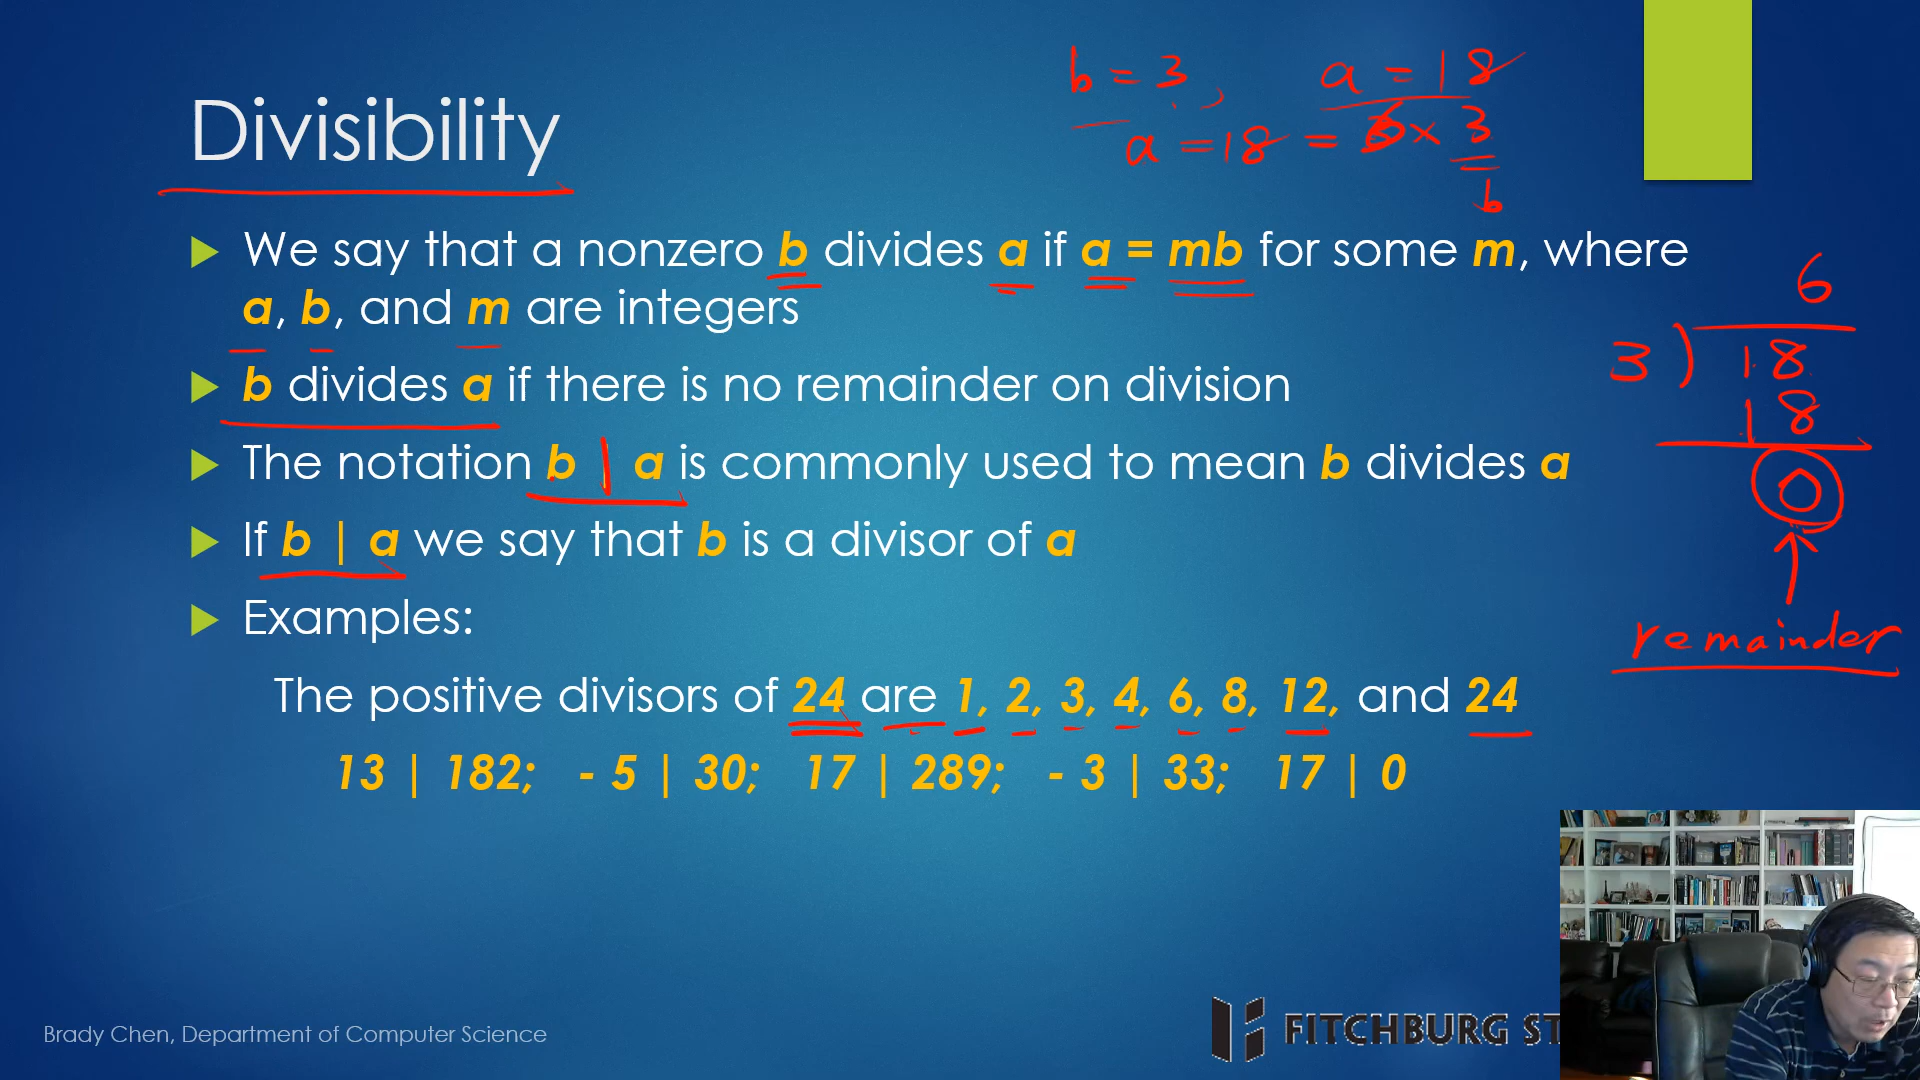 b = 3, a = 18
Divisibility
a = 18 = 6 x 3
b
We say that a nonzero b divides a if a = mb for some m, where
a, b, and m are integers
6
3 ) 18
b divides a if there is no remainder on division
18
The notation b | a is commonly used to mean b divides a
0
If b | a we say that b is a divisor of a
Examples:
remainder
The positive divisors of 24 are 1, 2, 3, 4, 6, 8, 12, and 24
13 | 182; - 5 | 30; 17 | 289; - 3 | 33; 17 | 0
Brady Chen, Department of Computer Science
FITCHBURG ST